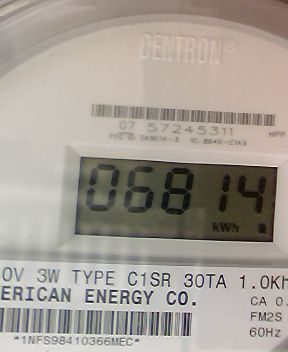 CENTRON®
07 57245311
HPP
06814
kWh
0V 3W TYPE C1SR 30TA 1.0Kh
ERICAN ENERGY CO.
CA 0.
FM2S
60Hz
*1NFS98410366MEC*